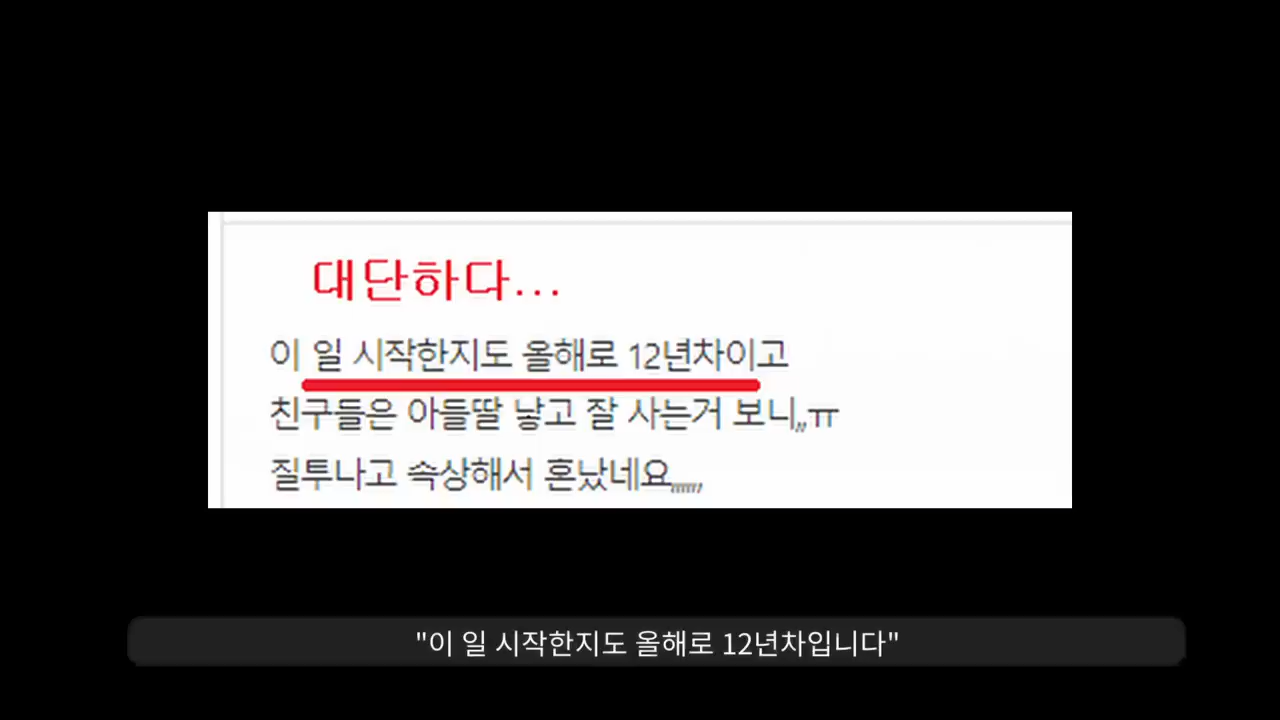 대단하다...
이 일 시작한지도 올해로 12년차이고
친구들은 아들딸 낳고 잘 사는거 보니,,ㅠ
질투나고 속상해서 혼났네요,,,,,,
"이 일 시작한지도 올해로 12년차입니다"